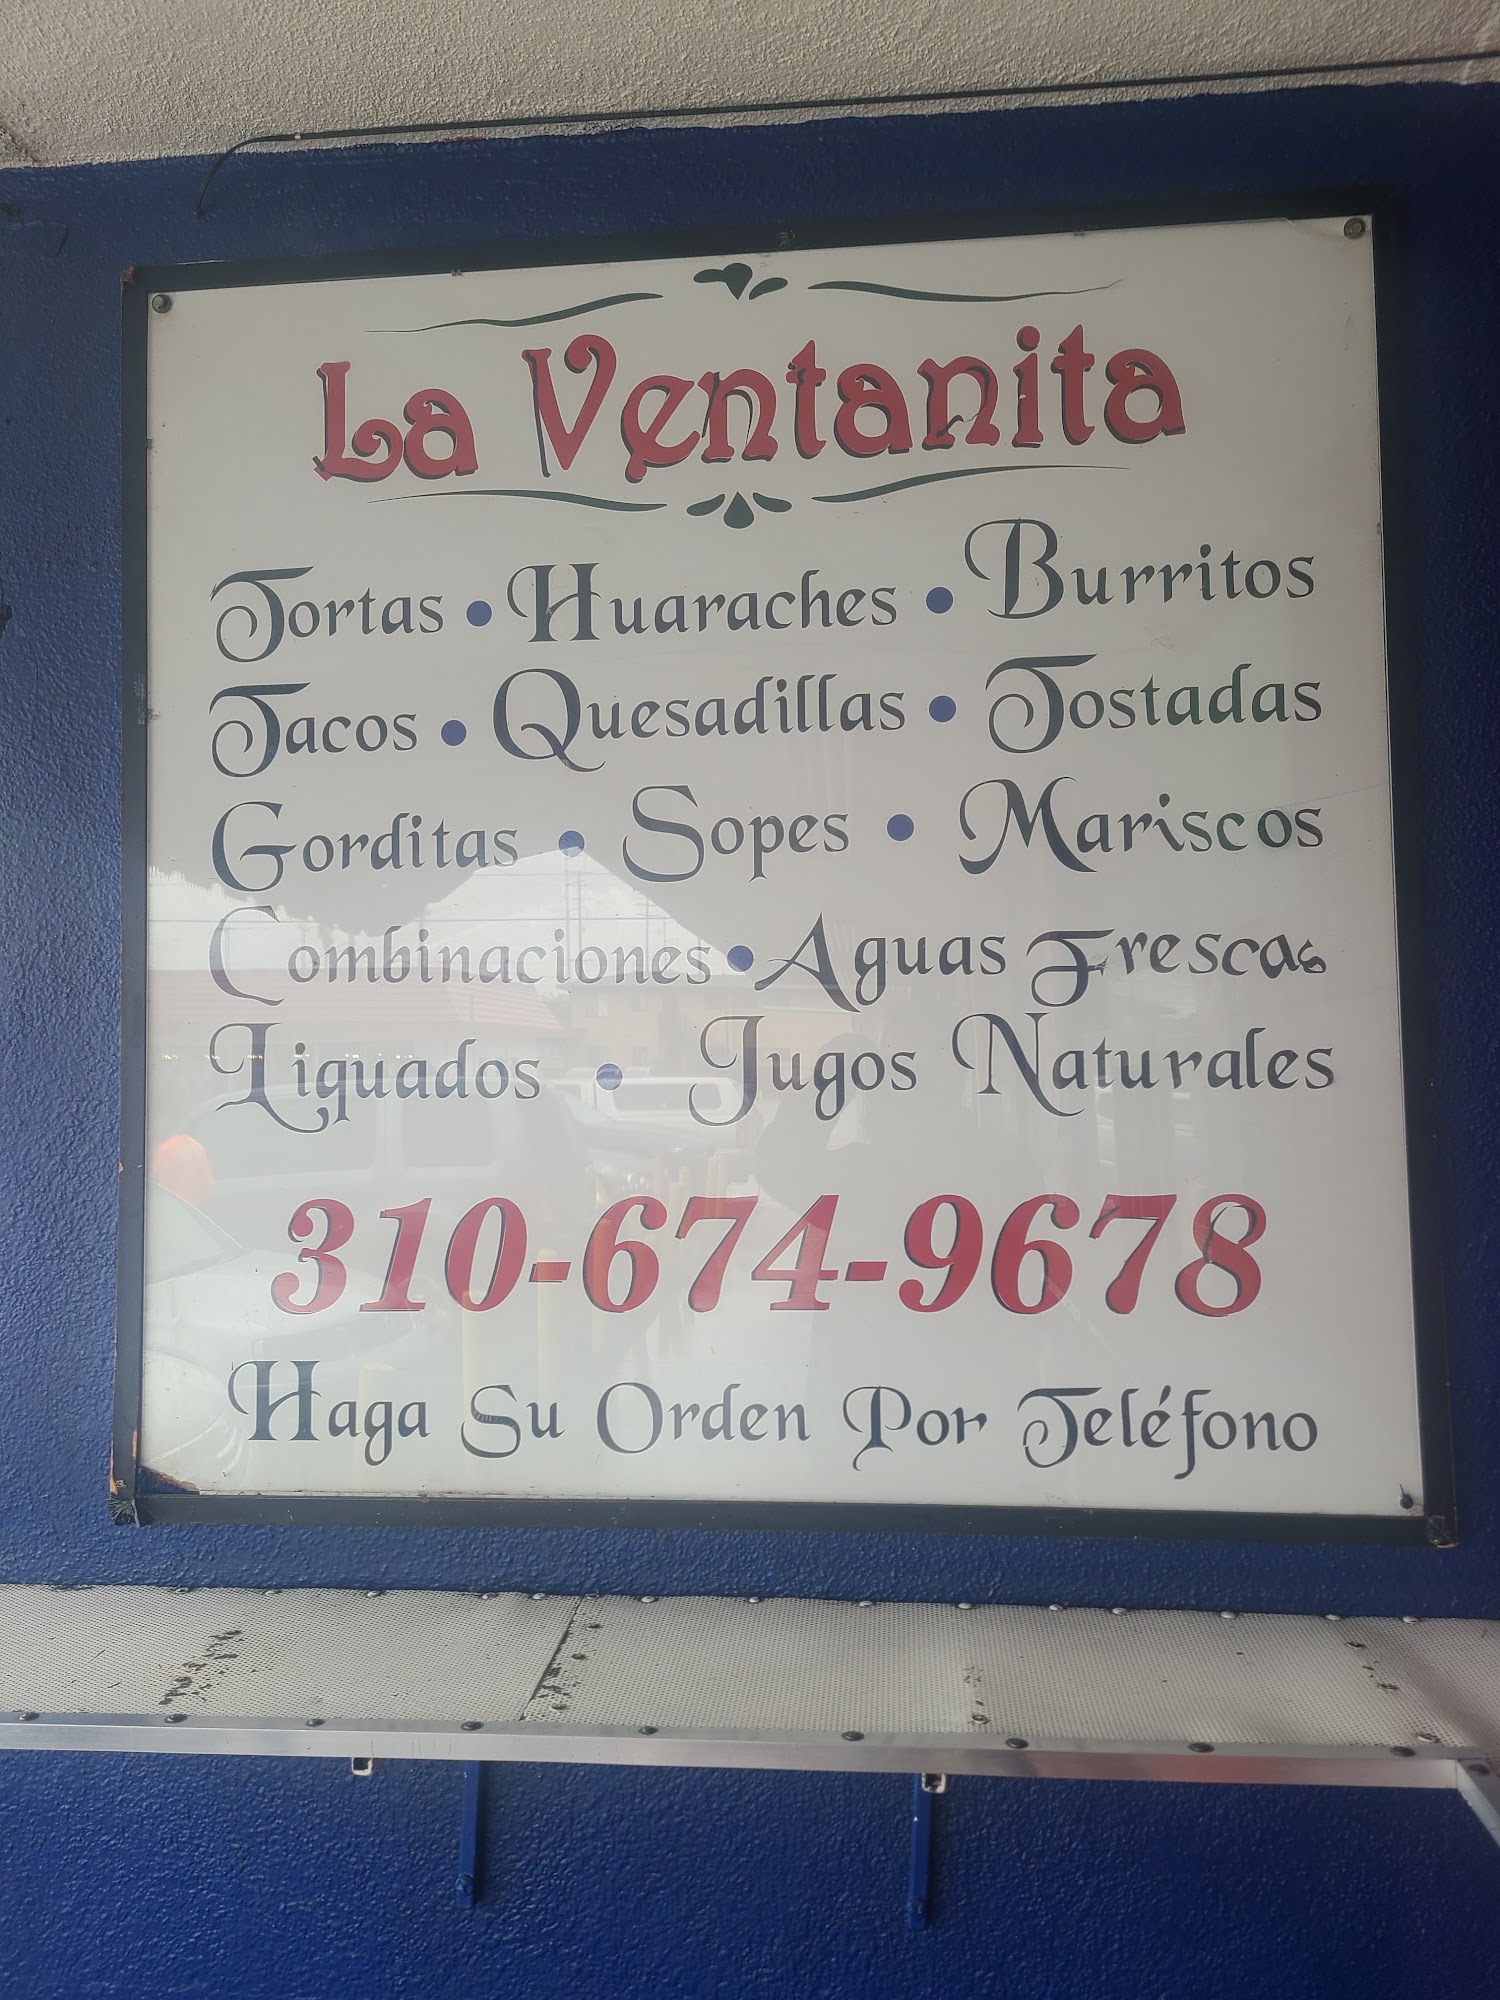 La Ventanita
Tortas • Huaraches • Burritos
Tacos • Quesadillas • Tostadas
Gorditas • Sopes • Mariscos
Combinaciones • Aguas Frescas
Liquados • Jugos Naturales
310-674-9678
Haga Su Orden Por Teléfono